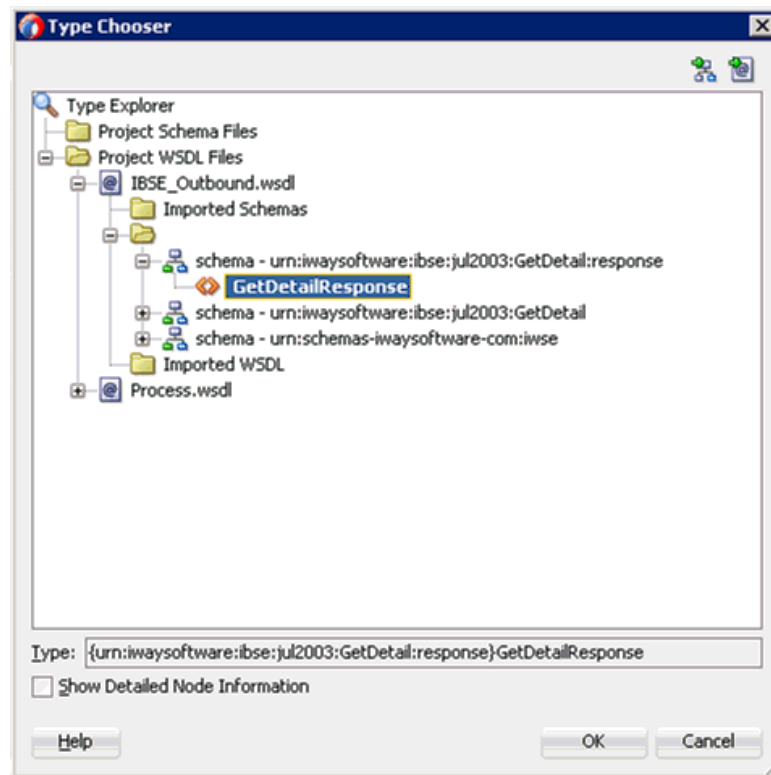 Type Chooser
Type Explorer
Project Schema Files
Project WSDL Files
IBSE_Outbound.wsdl
Imported Schemas
schema - urn:iwaysoftware:ibse:jul2003:GetDetail:response
GetDetailResponse
schema - urn:iwaysoftware:ibse:jul2003:GetDetail
schema - urn:schemas-iwaysoftware-com:iwse
Imported WSDL
Process.wsdl
Type: {urn:iwaysoftware:ibse:jul2003:GetDetail:response}GetDetailResponse
Show Detailed Node Information
Help OK Cancel